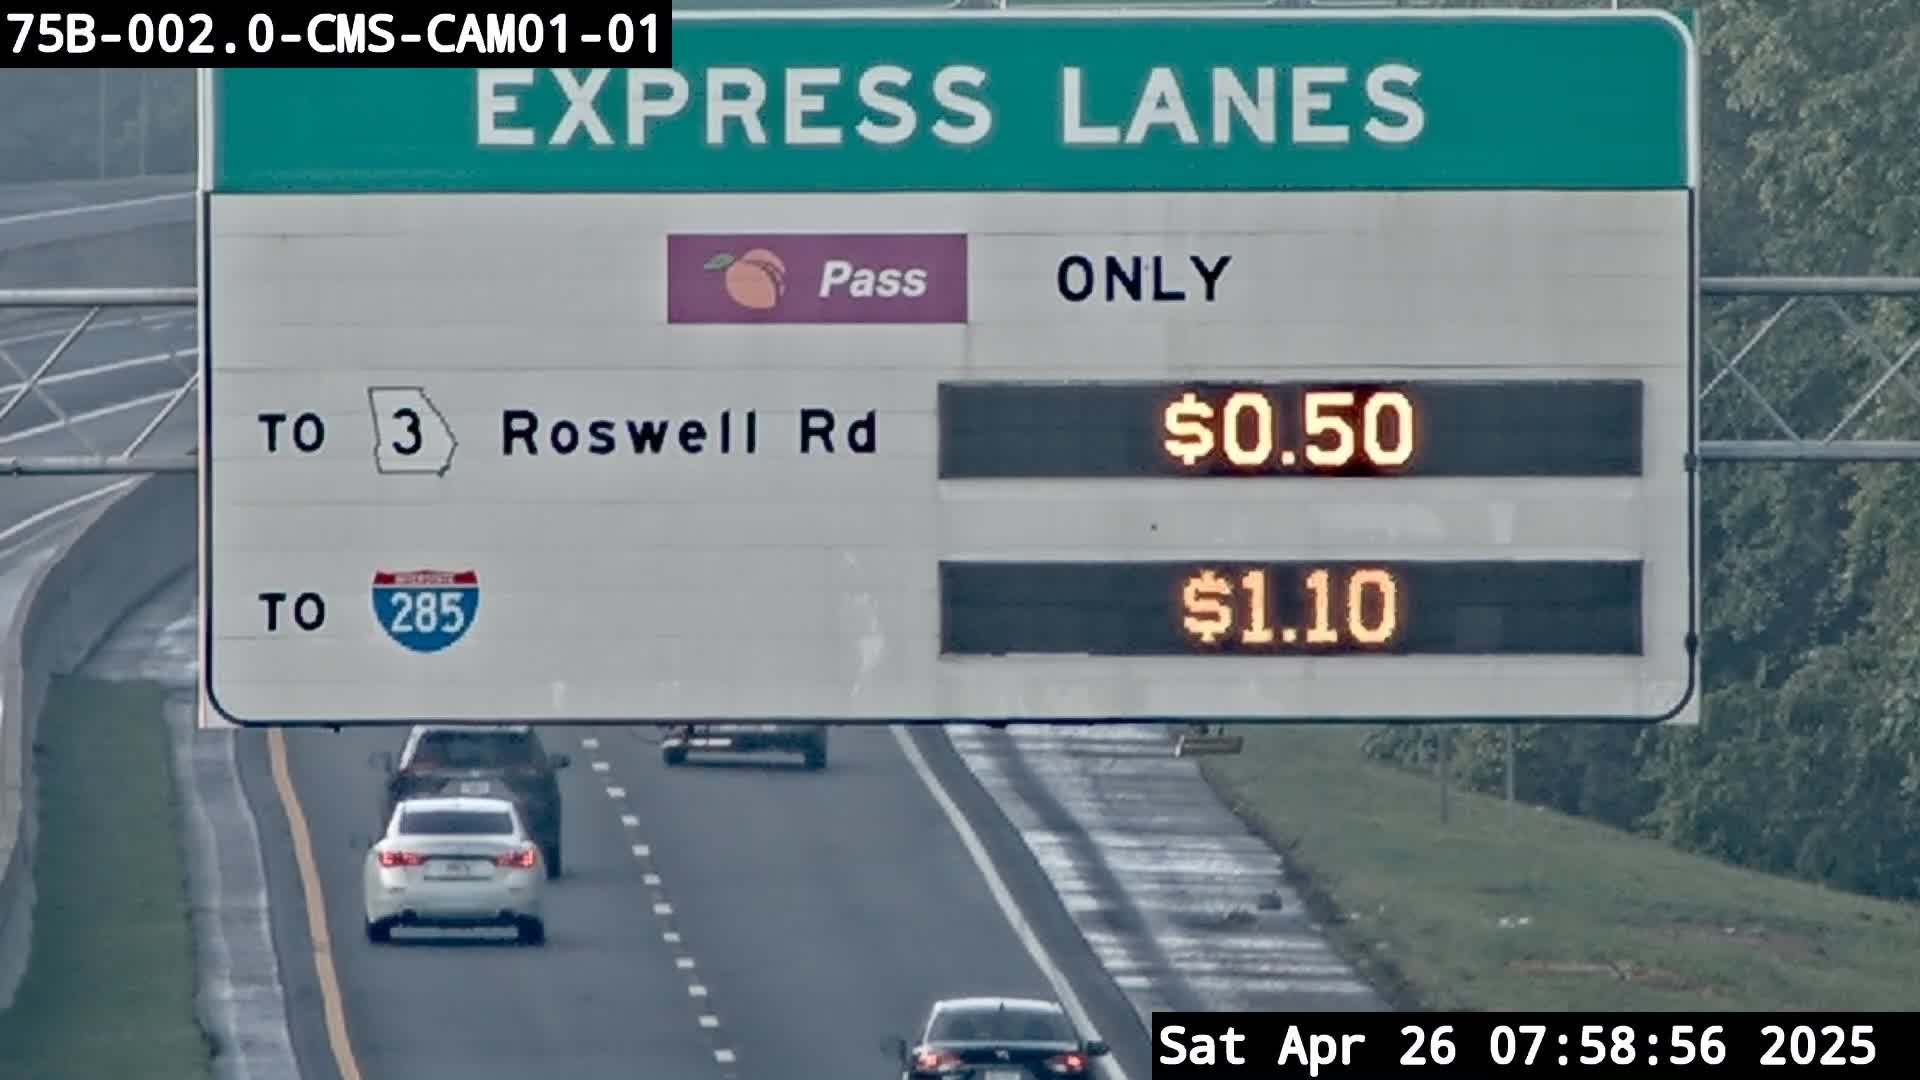 75B-002.0-CMS-CAM01-01
EXPRESS LANES
Pass ONLY
TO 3 Roswell Rd $0.50
TO 285 $1.10
Sat Apr 26 07:58:56 2025